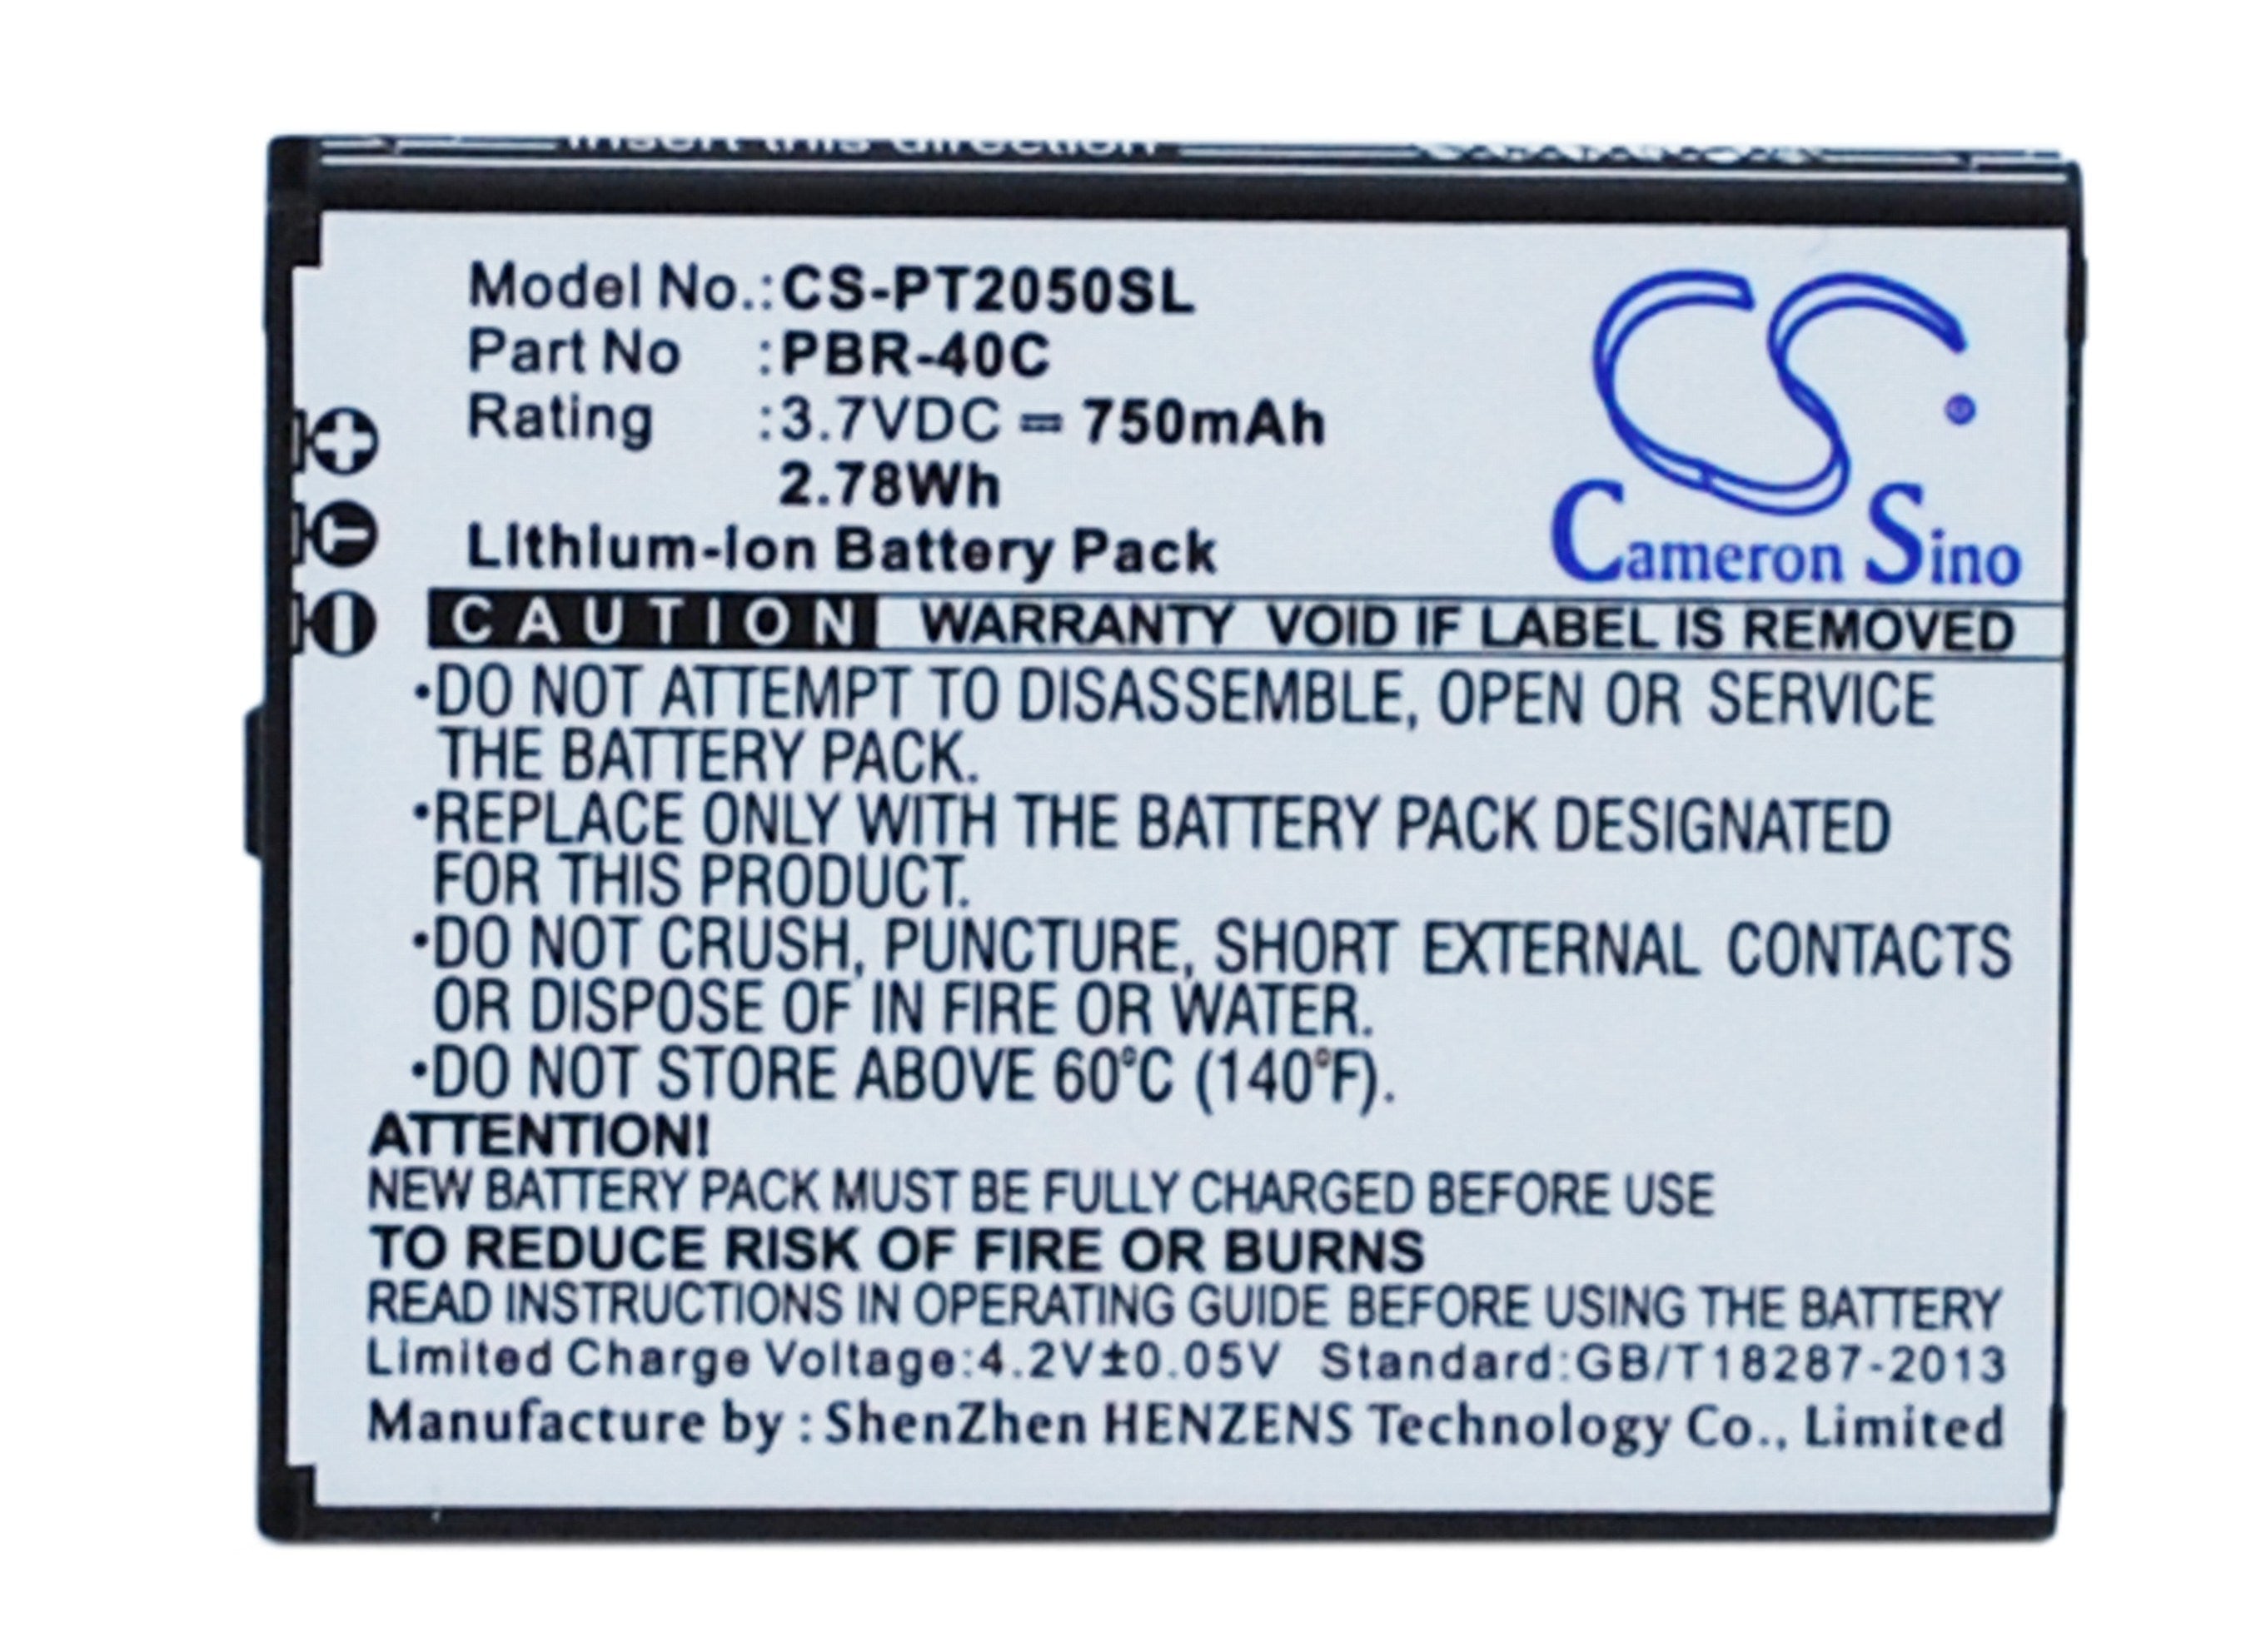 Insert this direction
Model No.:CS-PT2050SL
Part No :PBR-40C
Rating :3.7VDC = 750mAh
2.78Wh
Lithium-Ion Battery Pack
CS
®
Cameron Sino
+
T
-
CAUTION WARRANTY VOID IF LABEL IS REMOVED
•DO NOT ATTEMPT TO DISASSEMBLE, OPEN OR SERVICE
THE BATTERY PACK.
•REPLACE ONLY WITH THE BATTERY PACK DESIGNATED
FOR THIS PRODUCT.
•DO NOT CRUSH, PUNCTURE, SHORT EXTERNAL CONTACTS
OR DISPOSE OF IN FIRE OR WATER.
•DO NOT STORE ABOVE 60°C (140°F).
ATTENTION!
NEW BATTERY PACK MUST BE FULLY CHARGED BEFORE USE
TO REDUCE RISK OF FIRE OR BURNS
READ INSTRUCTIONS IN OPERATING GUIDE BEFORE USING THE BATTERY
Limited Charge Voltage:4.2V±0.05V Standard:GB/T18287-2013
Manufacture by : ShenZhen HENZENS Technology Co., Limited